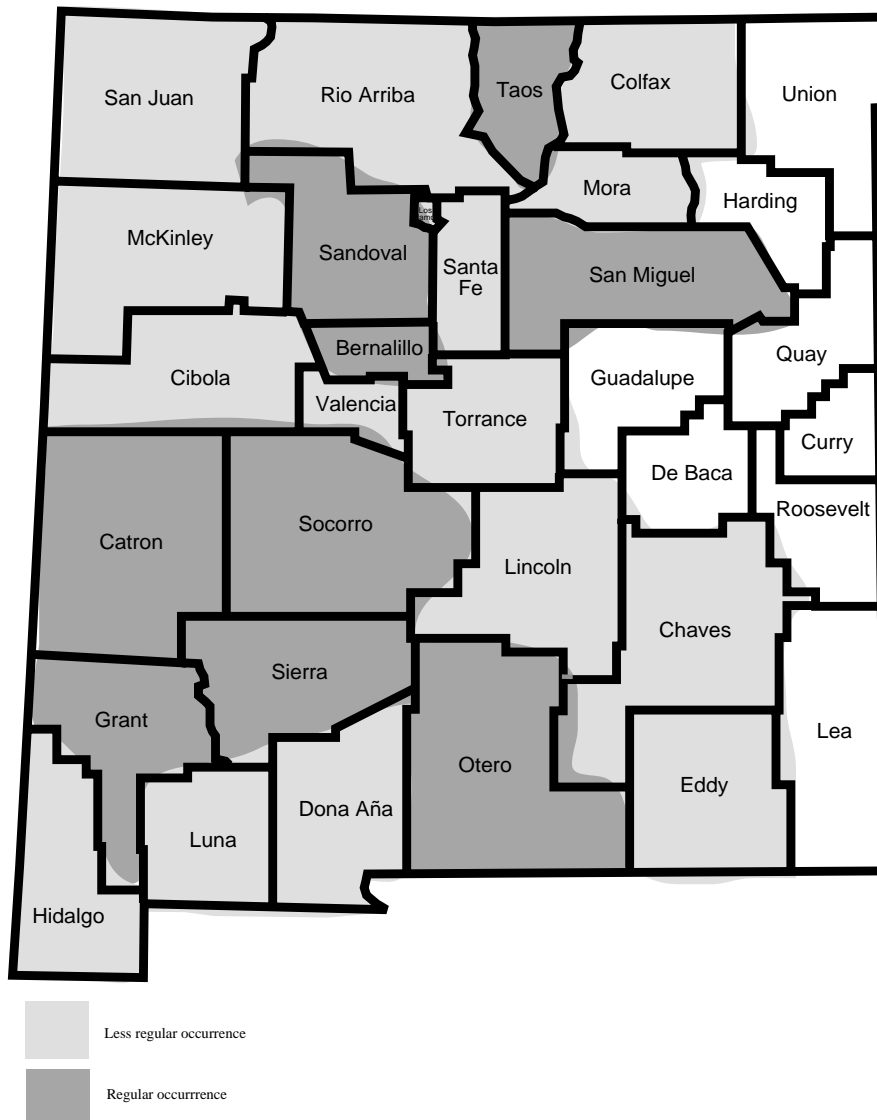 San Juan
Rio Arriba
Taos
Colfax
Union
Mora
Harding
McKinley
Los
Sandoval
Santa
Fe
San Miguel
Bernalillo
Quay
Cibola
Guadalupe
Valencia
Torrance
Curry
De Baca
Roosevelt
Catron
Socorro
Lincoln
Chaves
Sierra
Grant
Lea
Otero
Eddy
Dona Aña
Luna
Hidalgo
Less regular occurrence
Regular occurrrence